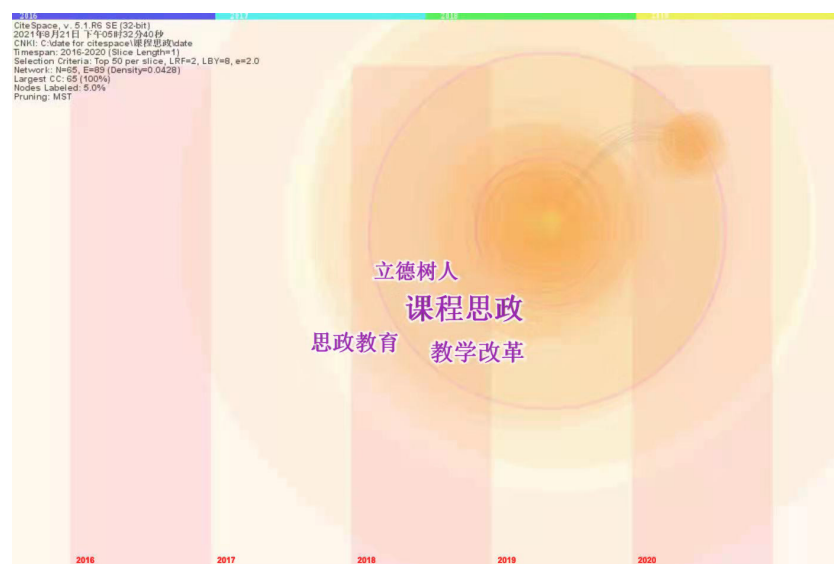 2016 2017 2018 2019
CiteSpace, v. 5.1.R6 SE (32-bit)
2021年8月21日 下午05时32分40秒
CNKI: C:\date for citespace\课程思政\date
Timespan: 2016-2020 (Slice Length=1)
Selection Criteria: Top 50 per slice, LRF=2, LBY=8, e=2.0
Network: N=65, E=89 (Density=0.0428)
Largest CC: 65 (100%)
Nodes Labeled: 5.0%
Pruning: MST
立德树人
课程思政
思政教育
教学改革
2016 2017 2018 2019 2020